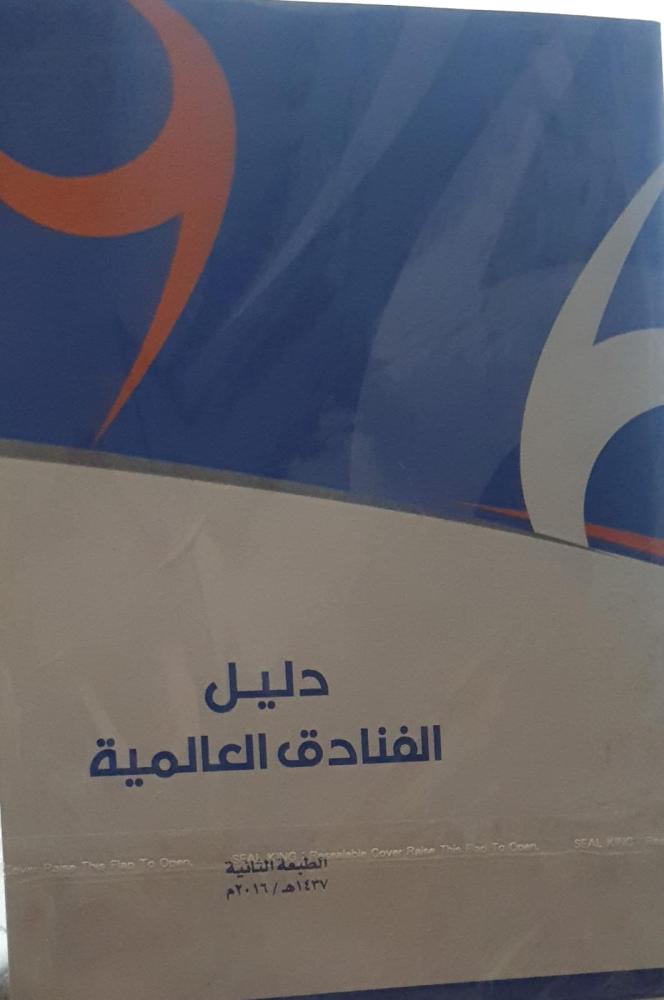 دليل
الفنادق العالمية
SEAL KING : Resealable Cover Raise This Flap To Open.
SEAL KING
Cover Raise This Flap To Open.
الطبعة الثانية
١٤٣٧هـ / ٢٠١٦م